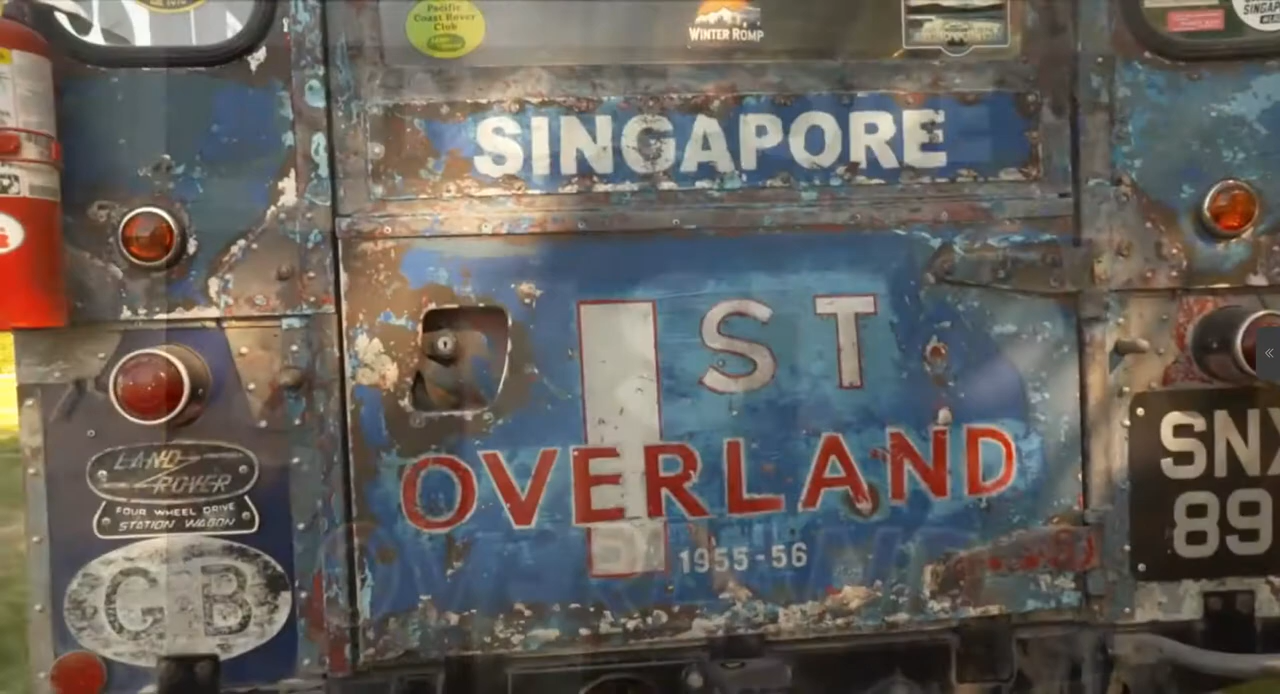 Pacific
Coast Rover
Club
WINTER ROMP
SINGAPORE
1ST
OVERLAND
1955-56
LAND
ROVER
FOUR WHEEL DRIVE
STATION WAGON
GB
SNX
89